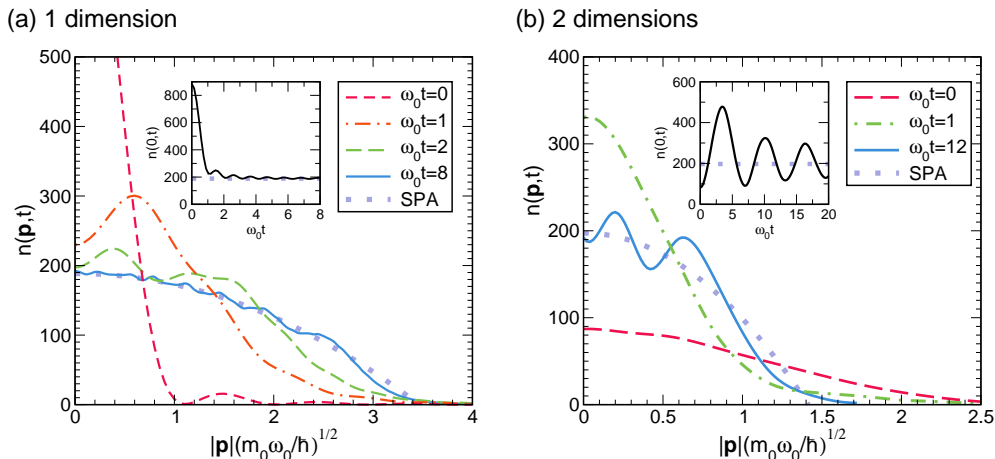 (a) 1 dimension
500
400
300
200
100
0
n(p,t)
0 1 2 3 4
|p|(m₀ω₀/ħ)^1/2
800
600
400
200
0
n(0,t)
0 2 4 6 8
ω₀t
ω₀t=0
ω₀t=1
ω₀t=2
ω₀t=8
SPA
(b) 2 dimensions
400
300
200
100
0
n(p,t)
0 0.5 1 1.5 2 2.5
|p|(m₀ω₀/ħ)^1/2
600
400
200
0
n(0,t)
0 5 10 15 20
ω₀t
ω₀t=0
ω₀t=1
ω₀t=12
SPA